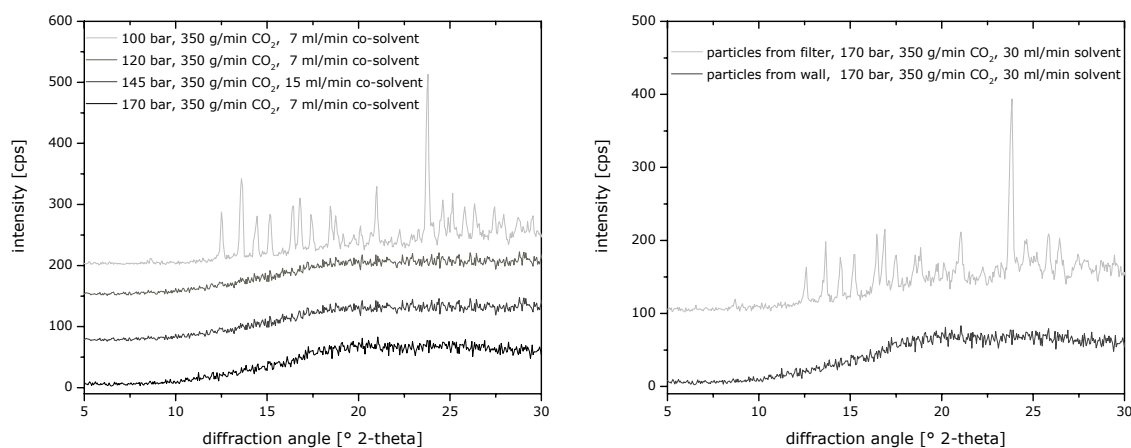 100 bar, 350 g/min CO₂, 7 ml/min co-solvent
120 bar, 350 g/min CO₂, 7 ml/min co-solvent
145 bar, 350 g/min CO₂, 15 ml/min co-solvent
170 bar, 350 g/min CO₂, 7 ml/min co-solvent
600
500
400
300
200
100
0
intensity [cps]
5 10 15 20 25 30
diffraction angle [° 2-theta]
particles from filter, 170 bar, 350 g/min CO₂, 30 ml/min solvent
particles from wall, 170 bar, 350 g/min CO₂, 30 ml/min solvent
500
400
300
200
100
0
intensity [cps]
5 10 15 20 25 30
diffraction angle [° 2-theta]